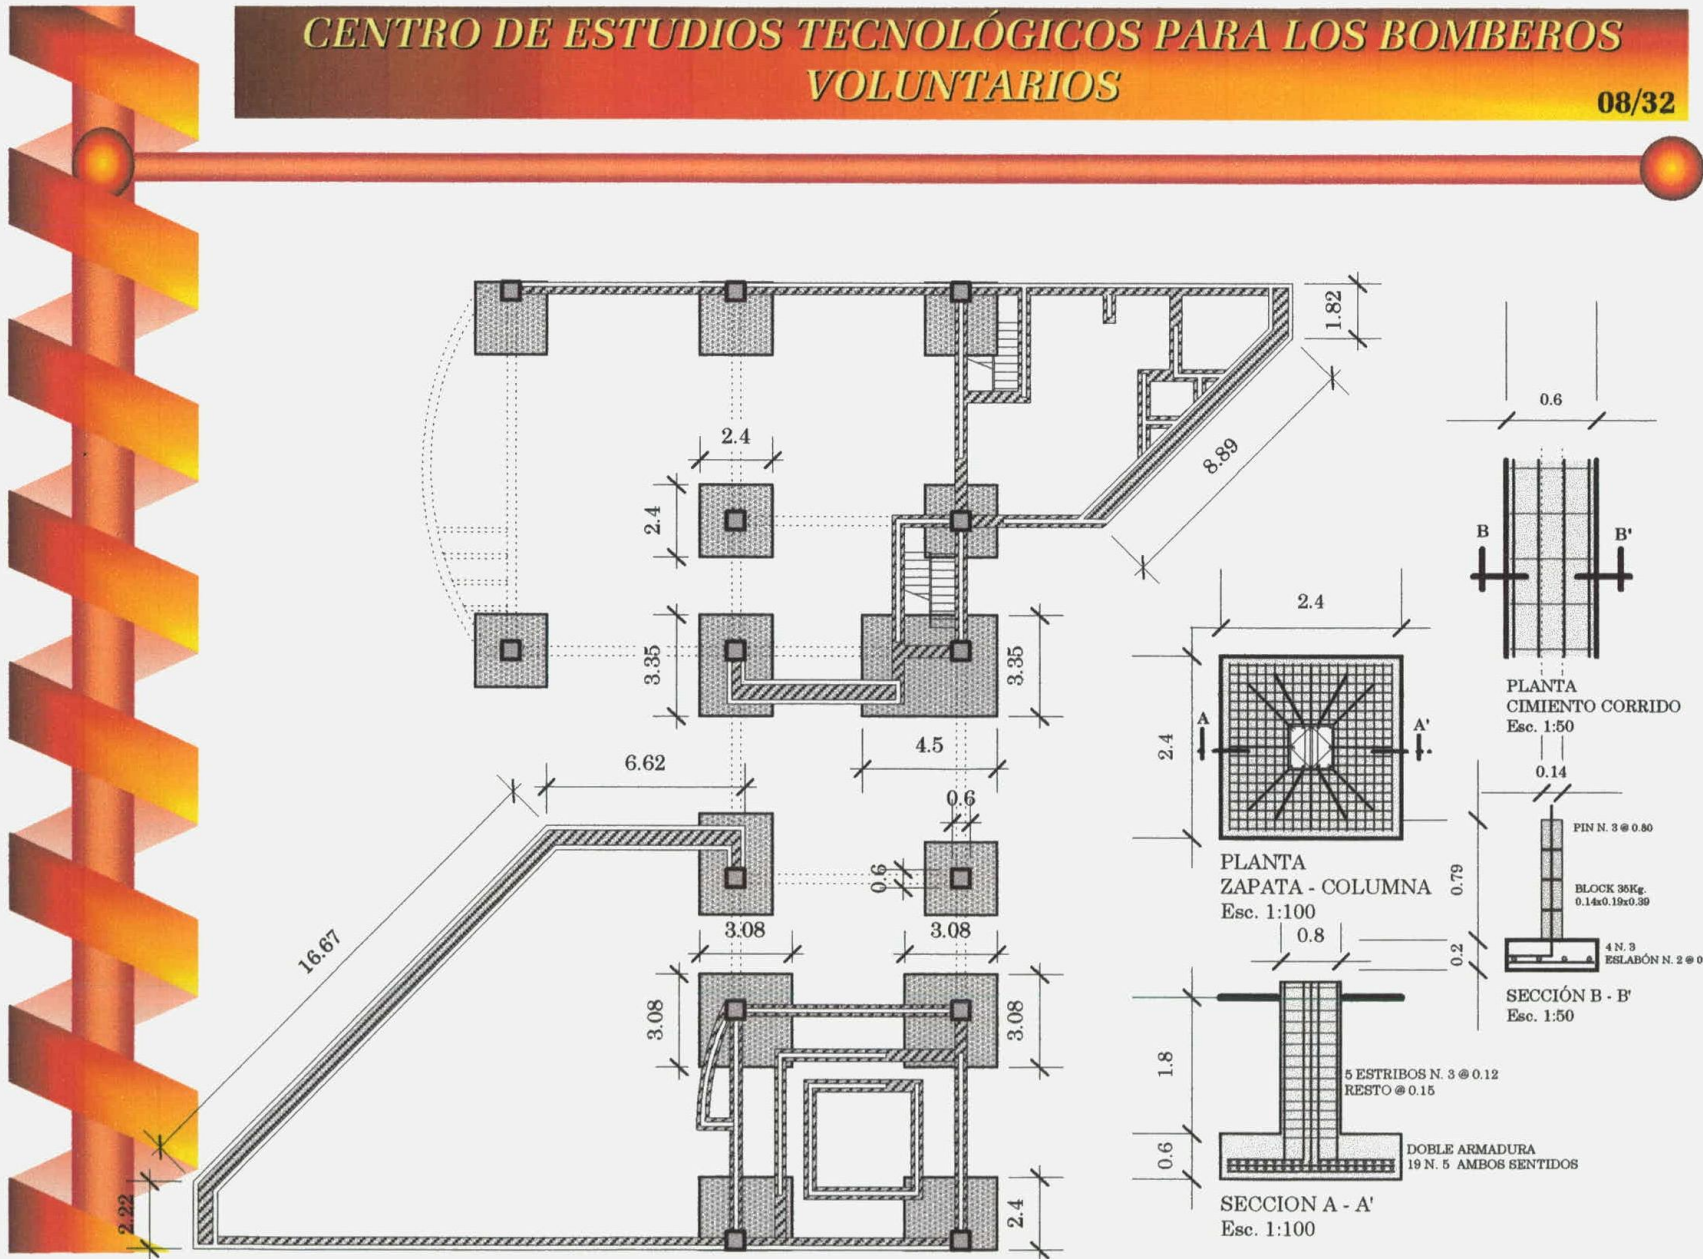 CENTRO DE ESTUDIOS TECNOLÓGICOS PARA LOS BOMBEROS
VOLUNTARIOS
08/32
1.82
8.89
2.4
2.4
3.35
3.35
4.5
6.62
0.6
0.6
16.67
3.08
3.08
3.08
3.08
2.22
2.4
0.6
B
B'
PLANTA
CIMIENTO CORRIDO
Esc. 1:50
2.4
2.4
A
A'
PLANTA
ZAPATA - COLUMNA
Esc. 1:100
0.14
PIN N. 3 @ 0.80
0.79
BLOCK 35Kg.
0.14x0.19x0.39
0.2
4 N. 3
ESLABÓN N. 2 @ 0
SECCIÓN B - B'
Esc. 1:50
0.8
1.8
5 ESTRIBOS N. 3 @ 0.12
RESTO @ 0.15
0.6
DOBLE ARMADURA
19 N. 5 AMBOS SENTIDOS
SECCION A - A'
Esc. 1:100